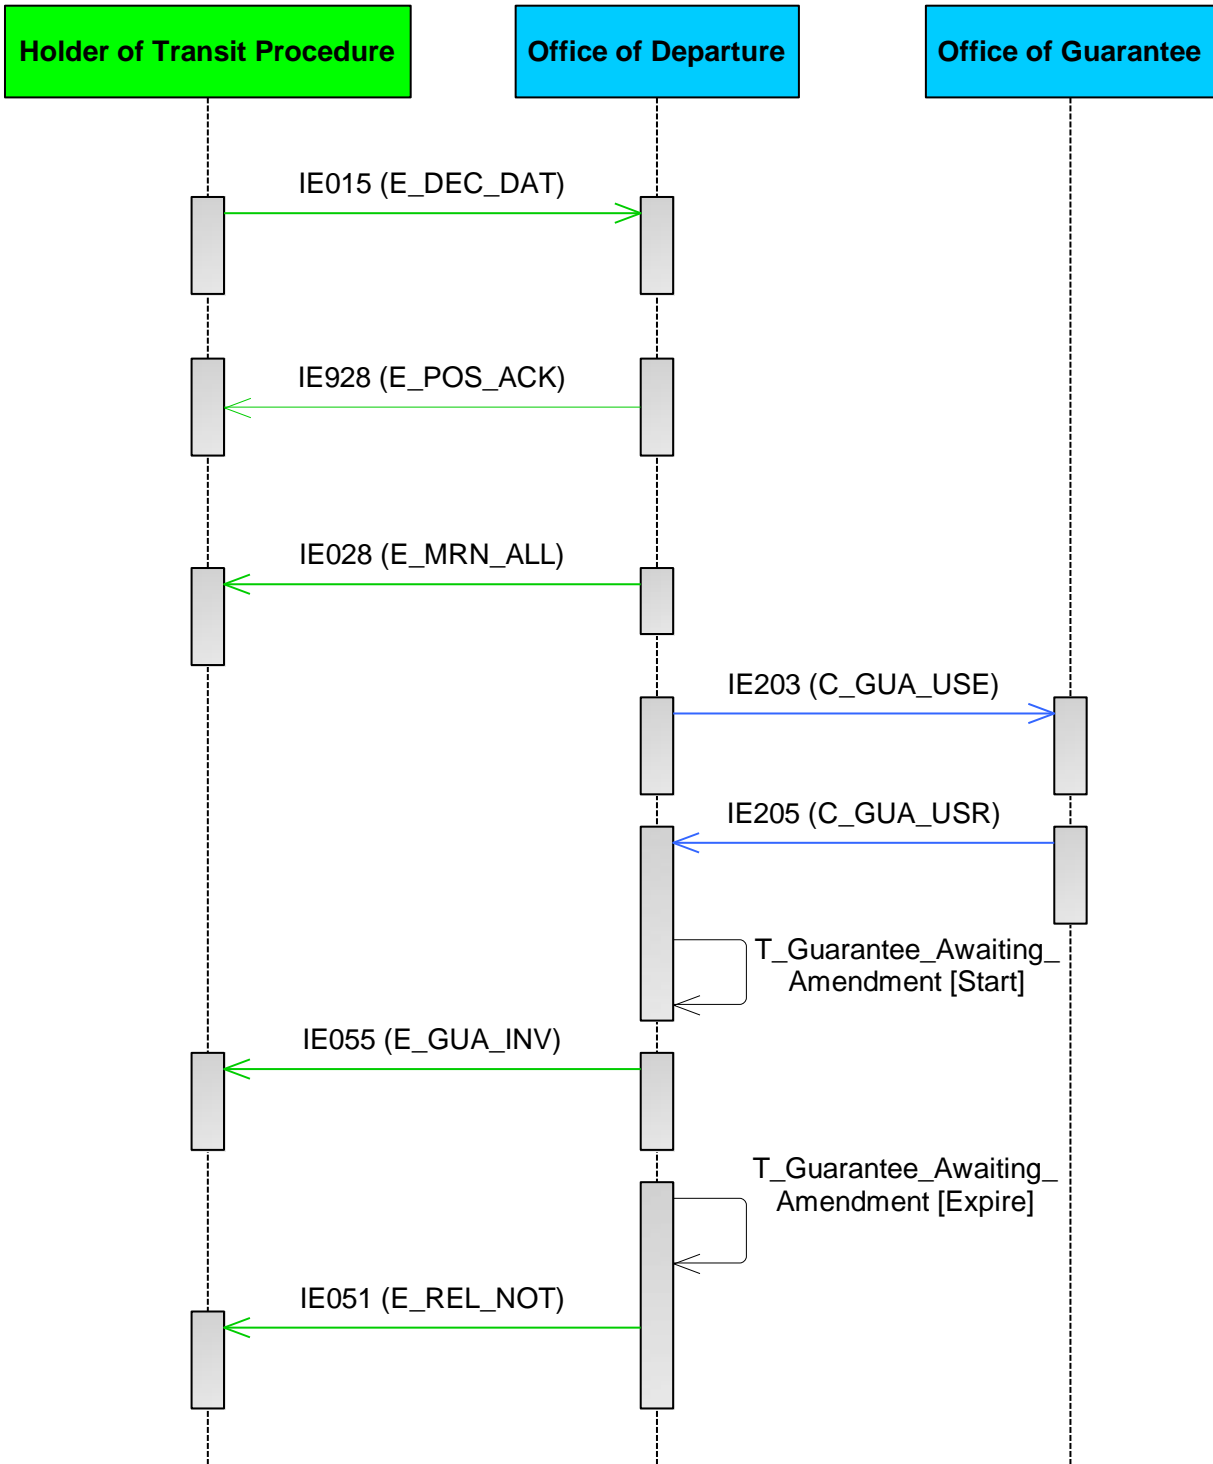 Holder of Transit Procedure
Office of Departure
Office of Guarantee
IE015 (E_DEC_DAT)
IE928 (E_POS_ACK)
IE028 (E_MRN_ALL)
IE203 (C_GUA_USE)
IE205 (C_GUA_USR)
T_Guarantee_Awaiting_
Amendment [Start]
IE055 (E_GUA_INV)
T_Guarantee_Awaiting_
Amendment [Expire]
IE051 (E_REL_NOT)